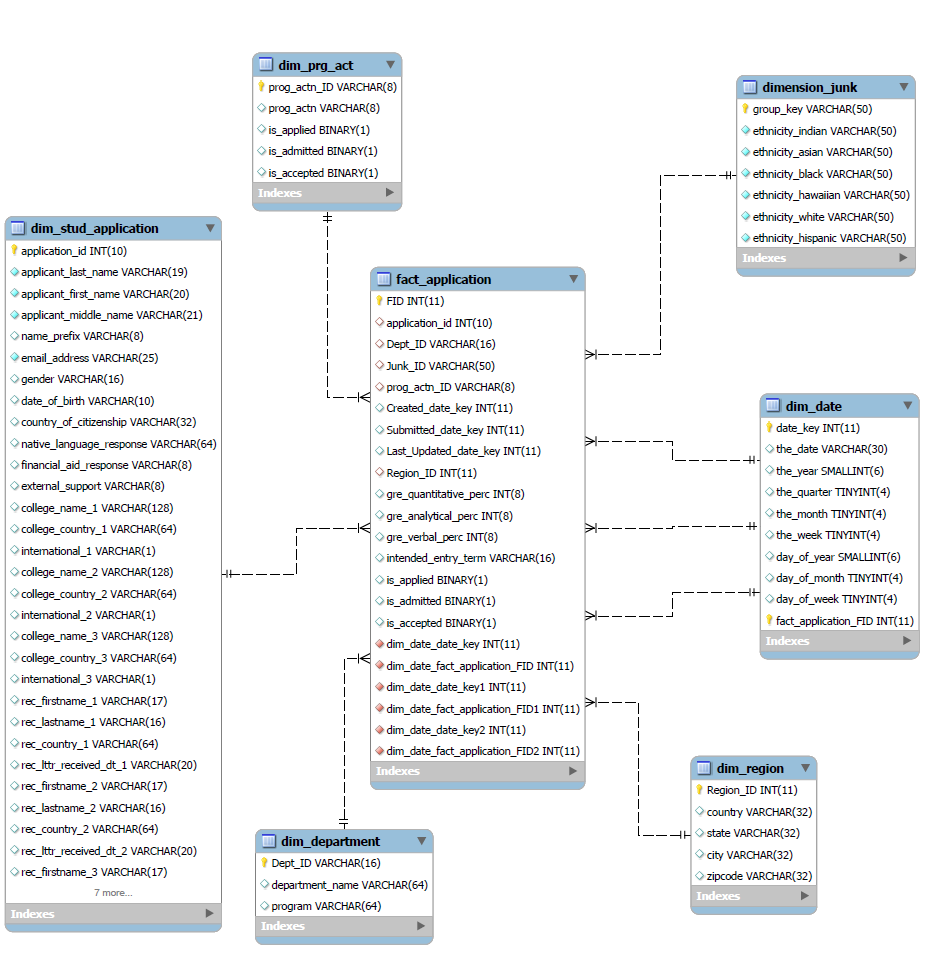 dim_prg_act
prog_actn_ID VARCHAR(8)
prog_actn VARCHAR(8)
is_applied BINARY(1)
is_admitted BINARY(1)
is_accepted BINARY(1)
Indexes
dimension_junk
group_key VARCHAR(50)
ethnicity_indian VARCHAR(50)
ethnicity_asian VARCHAR(50)
ethnicity_black VARCHAR(50)
ethnicity_hawaiian VARCHAR(50)
ethnicity_white VARCHAR(50)
ethnicity_hispanic VARCHAR(50)
Indexes
dim_stud_application
application_id INT(10)
applicant_last_name VARCHAR(19)
applicant_first_name VARCHAR(20)
applicant_middle_name VARCHAR(21)
name_prefix VARCHAR(8)
email_address VARCHAR(25)
gender VARCHAR(16)
date_of_birth VARCHAR(10)
country_of_citizenship VARCHAR(32)
native_language_response VARCHAR(64)
financial_aid_response VARCHAR(8)
external_support VARCHAR(8)
college_name_1 VARCHAR(128)
college_country_1 VARCHAR(64)
international_1 VARCHAR(1)
college_name_2 VARCHAR(128)
college_country_2 VARCHAR(64)
international_2 VARCHAR(1)
college_name_3 VARCHAR(128)
college_country_3 VARCHAR(64)
international_3 VARCHAR(1)
rec_firstname_1 VARCHAR(17)
rec_lastname_1 VARCHAR(16)
rec_country_1 VARCHAR(64)
rec_lttr_received_dt_1 VARCHAR(20)
rec_firstname_2 VARCHAR(17)
rec_lastname_2 VARCHAR(16)
rec_country_2 VARCHAR(64)
rec_lttr_received_dt_2 VARCHAR(20)
rec_firstname_3 VARCHAR(17)
7 more...
Indexes
fact_application
FID INT(11)
application_id INT(10)
Dept_ID VARCHAR(16)
Junk_ID VARCHAR(50)
prog_actn_ID VARCHAR(8)
Created_date_key INT(11)
Submitted_date_key INT(11)
Last_Updated_date_key INT(11)
Region_ID INT(11)
gre_quantitative_perc INT(8)
gre_analytical_perc INT(8)
gre_verbal_perc INT(8)
intended_entry_term VARCHAR(16)
is_applied BINARY(1)
is_admitted BINARY(1)
is_accepted BINARY(1)
dim_date_date_key INT(11)
dim_date_fact_application_FID INT(11)
dim_date_date_key1 INT(11)
dim_date_fact_application_FID1 INT(11)
dim_date_date_key2 INT(11)
dim_date_fact_application_FID2 INT(11)
Indexes
dim_date
date_key INT(11)
the_date VARCHAR(30)
the_year SMALLINT(6)
the_quarter TINYINT(4)
the_month TINYINT(4)
the_week TINYINT(4)
day_of_year SMALLINT(6)
day_of_month TINYINT(4)
day_of_week TINYINT(4)
fact_application_FID INT(11)
Indexes
dim_region
Region_ID INT(11)
country VARCHAR(32)
state VARCHAR(32)
city VARCHAR(32)
zipcode VARCHAR(32)
Indexes
dim_department
Dept_ID VARCHAR(16)
department_name VARCHAR(64)
program VARCHAR(64)
Indexes